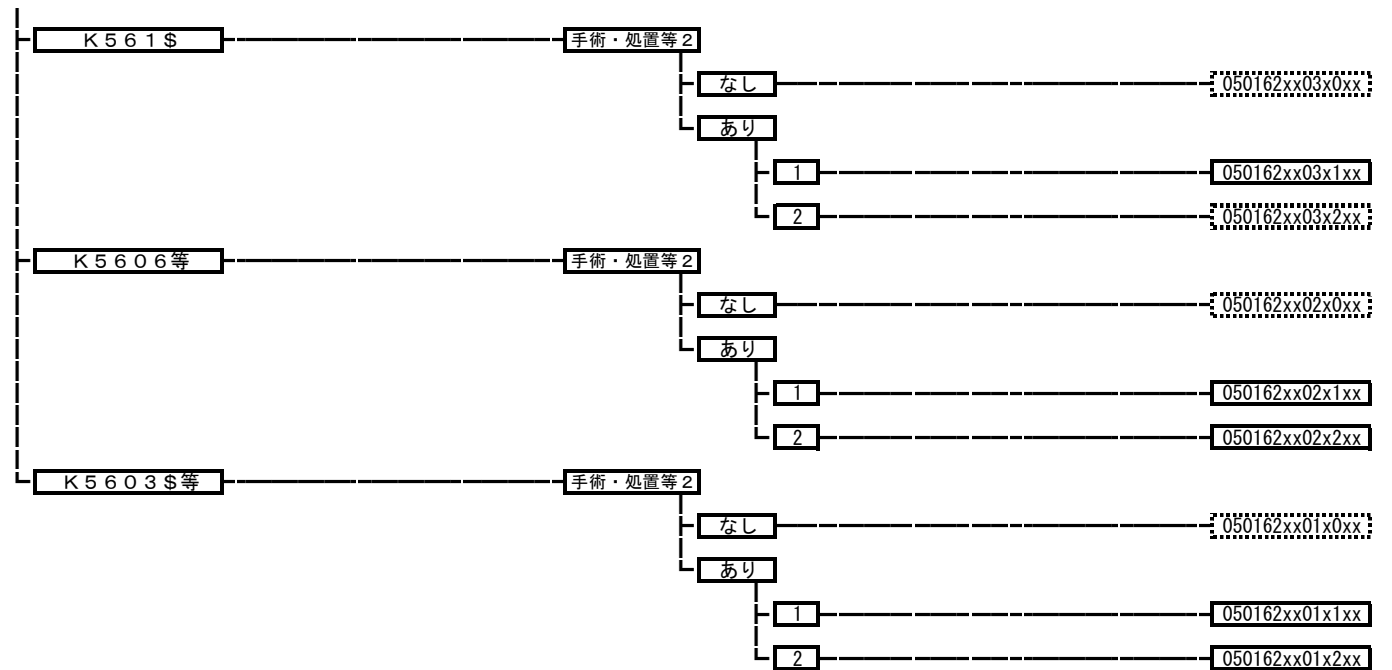 Ｋ５６１＄ 手術・処置等２
なし 050162xx03x0xx
あり
1 050162xx03x1xx
2 050162xx03x2xx
Ｋ５６０６等 手術・処置等２
なし 050162xx02x0xx
あり
1 050162xx02x1xx
2 050162xx02x2xx
Ｋ５６０３＄等 手術・処置等２
なし 050162xx01x0xx
あり
1 050162xx01x1xx
2 050162xx01x2xx